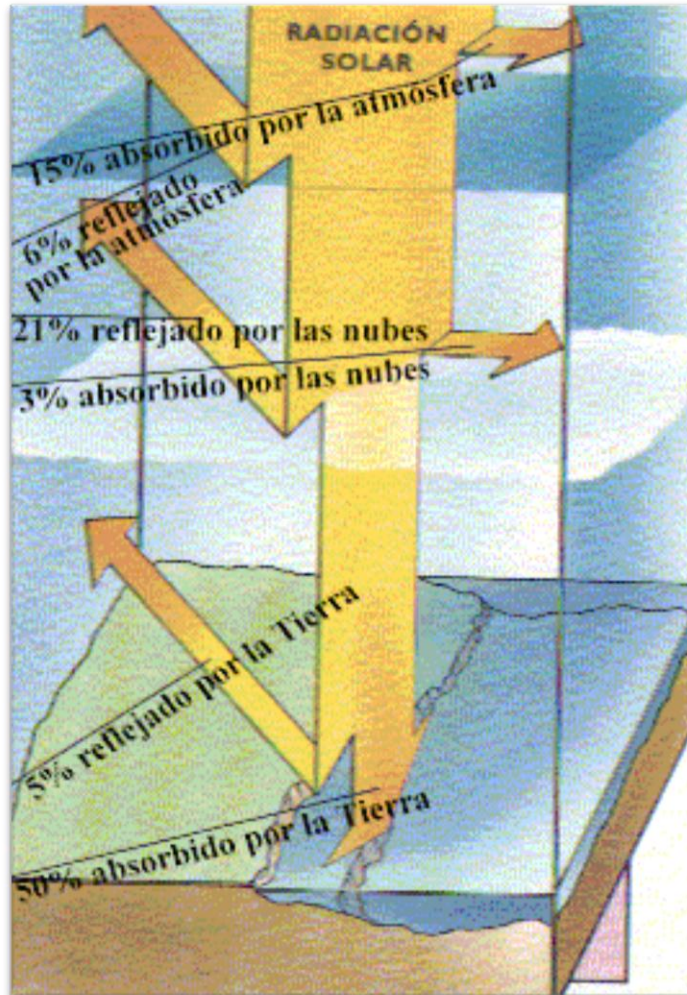 RADIACIÓN
SOLAR
15% absorbido por la atmósfera
6% reflejado
por la atmósfera
21% reflejado por las nubes
3% absorbido por las nubes
5% reflejado por la Tierra
50% absorbido por la Tierra